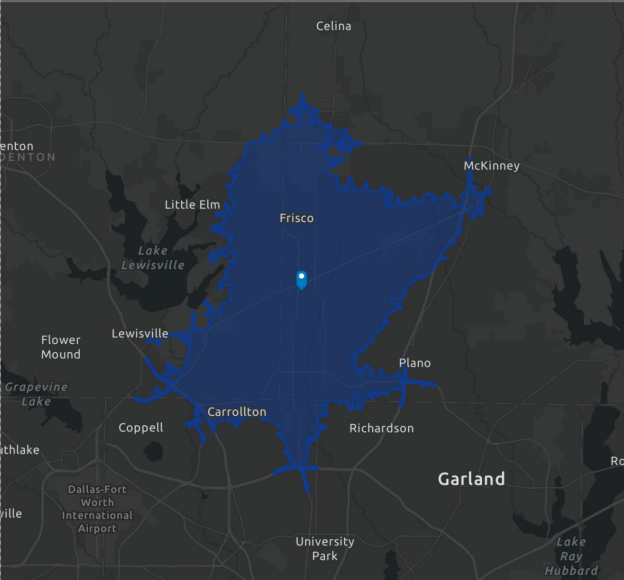 Celina
enton
DENTON
McKinney
Little Elm
Frisco
Lake
Lewisville
Lewisville
Flower
Mound
Plano
Grapevine
Lake
Carrollton
Coppell
Richardson
thlake
Ro
Garland
Dallas-Fort
Worth
International
Airport
ville
University
Park
Lake
Ray
Hubbard